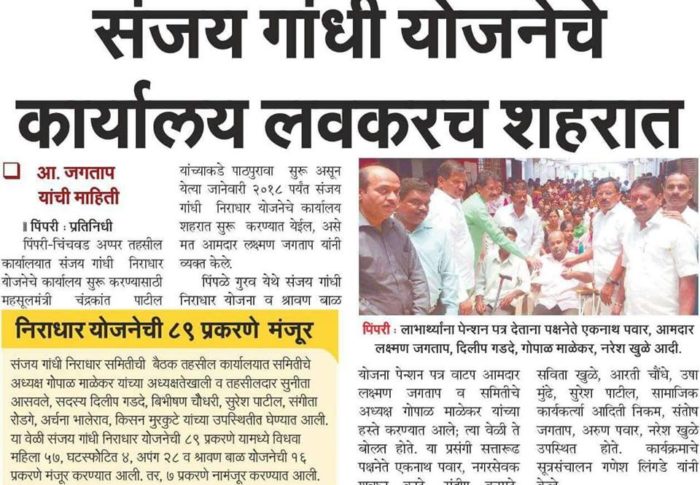 संजय गांधी योजनेचे
कार्यालय लवकरच शहरात
आ. जगताप
यांची माहिती
॥ पिंपरी : प्रतिनिधी
पिंपरी-चिंचवड अप्पर तहसील
कार्यालयात संजय गांधी निराधार
योजनेचे कार्यालय सुरू करण्यासाठी
महसूलमंत्री चंद्रकांत पाटील
यांच्याकडे पाठपुरावा सुरू असून
येत्या जानेवारी २०१८ पर्यंत संजय
गांधी निराधार योजनेचे कार्यालय
शहरात सुरू करण्यात येईल, असे
मत आमदार लक्ष्मण जगताप यांनी
व्यक्त केले.
पिंपळे गुरव येथे संजय गांधी
निराधार योजना व श्रावण बाळ
पिंपरी : लाभार्थ्यांना पेन्शन पत्र देताना पक्षनेते एकनाथ पवार, आमदार
लक्ष्मण जगताप, दिलीप गडदे, गोपाळ माळेकर, नरेश खुळे आदी.
निराधार योजनेची ८९ प्रकरणे मंजूर
संजय गांधी निराधार समितीची बैठक तहसील कार्यालयात समितीचे
अध्यक्ष गोपाळ माळेकर यांच्या अध्यक्षतेखाली व तहसीलदार सुनीता
आसवले, सदस्य दिलीप गडदे, बिभीषण चौधरी, सुरेश पाटील, संगीता
रोडगे, अर्चना भालेराव, किसन मुरकुटे यांच्या उपस्थितीत घेण्यात आली.
या वेळी संजय गांधी निराधार योजनेची ८९ प्रकरणे यामध्ये विधवा
महिला ५७, घटस्फोटित ४, अपंग २८ व श्रावण बाळ योजनेची १६
प्रकरणे मंजूर करण्यात आली. तर, ७ प्रकरणे नामंजूर करण्यात आली.
योजना पेन्शन पत्र वाटप आमदार
लक्ष्मण जगताप व समितीचे
अध्यक्ष गोपाळ माळेकर यांच्या
हस्ते करण्यात आले; त्या वेळी ते
बोलत होते. या प्रसंगी सत्तारूढ
पक्षनेते एकनाथ पवार, नगरसेवक
सविता खुळे, आरती चौंधे, उषा
मुंढे, सुरेश पाटील, सामाजिक
कार्यकर्त्या आदिती निकम, संतोष
जगताप, अरुण पवार, नरेश खुळे
उपस्थित होते. कार्यक्रमाचे
सूत्रसंचालन गणेश लिंगडे यांनी